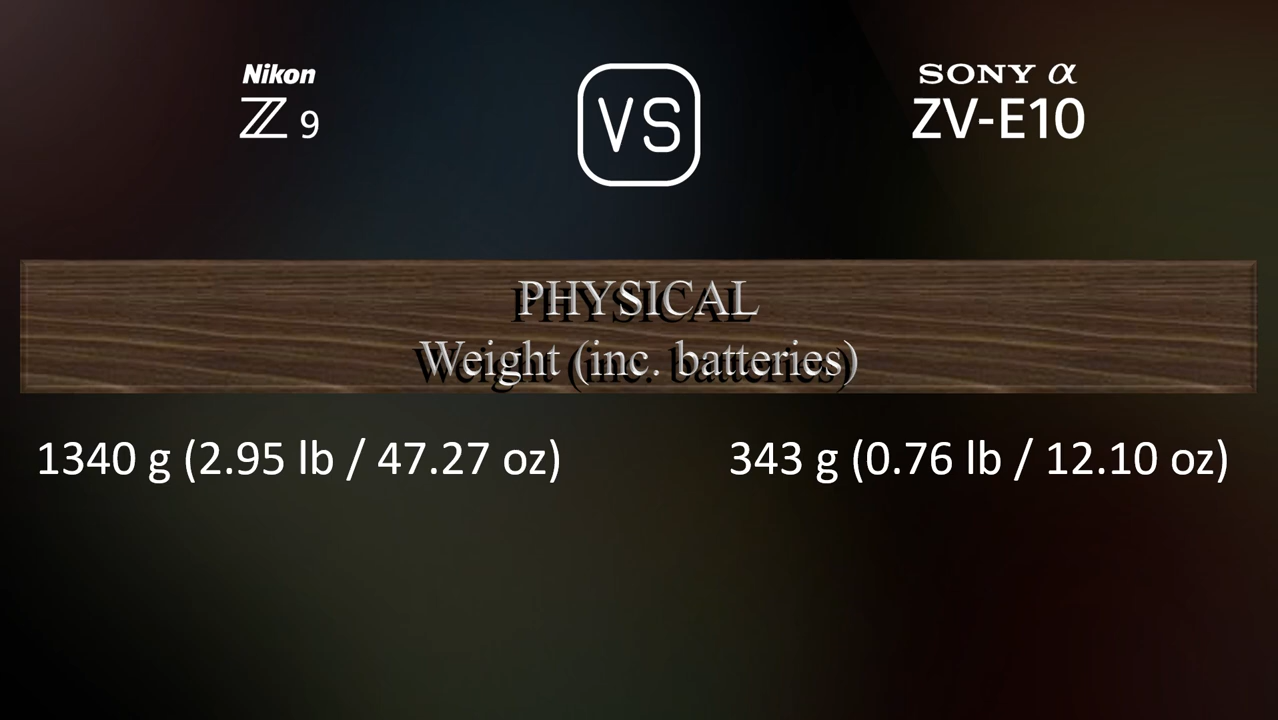 Nikon
Z 9
VS
SONY α
ZV-E10
PHYSICAL
Weight (inc. batteries)
1340 g (2.95 lb / 47.27 oz)
343 g (0.76 lb / 12.10 oz)